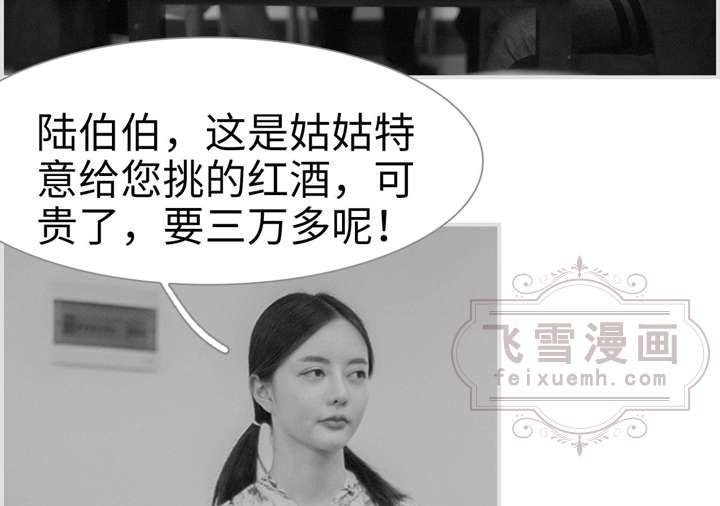 陆伯伯，这是姑姑特
意给您挑的红酒，可
贵了，要三万多呢！
飞雪漫画
feixuemh.com